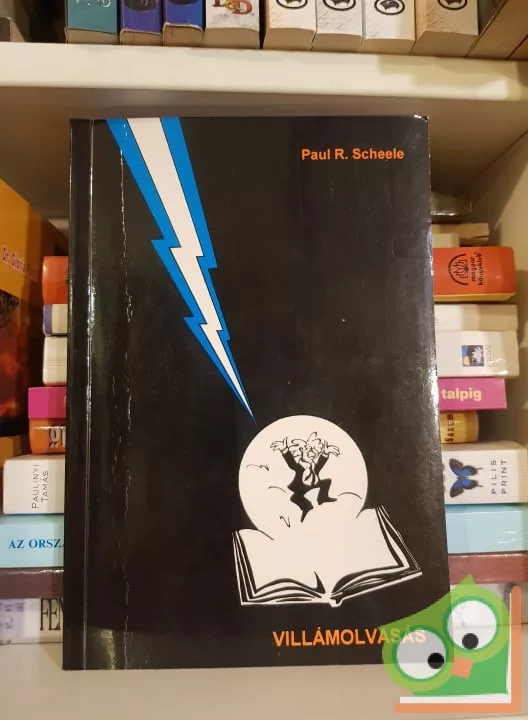 Paul R. Scheele
VILLÁMOLVASÁS
PAULINYI
TAMÁS
AZ ORSZ
talpig
PILIS
PRINT